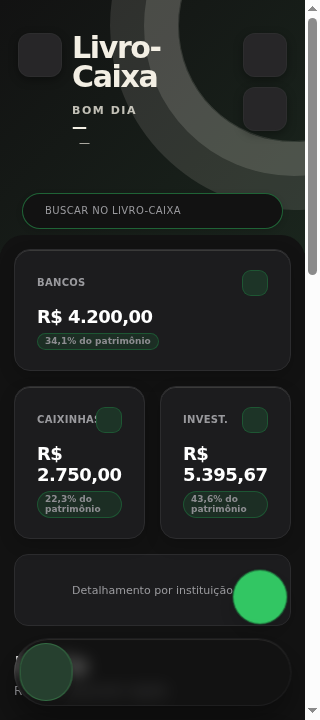 Livro-
Caixa
BOM DIA
—
—
BUSCAR NO LIVRO-CAIXA
BANCOS
R$ 4.200,00
34,1% do patrimônio
CAIXINHAS
R$
2.750,00
22,3% do
patrimônio
INVEST.
R$
5.395,67
43,6% do
patrimônio
Detalhamento por instituição